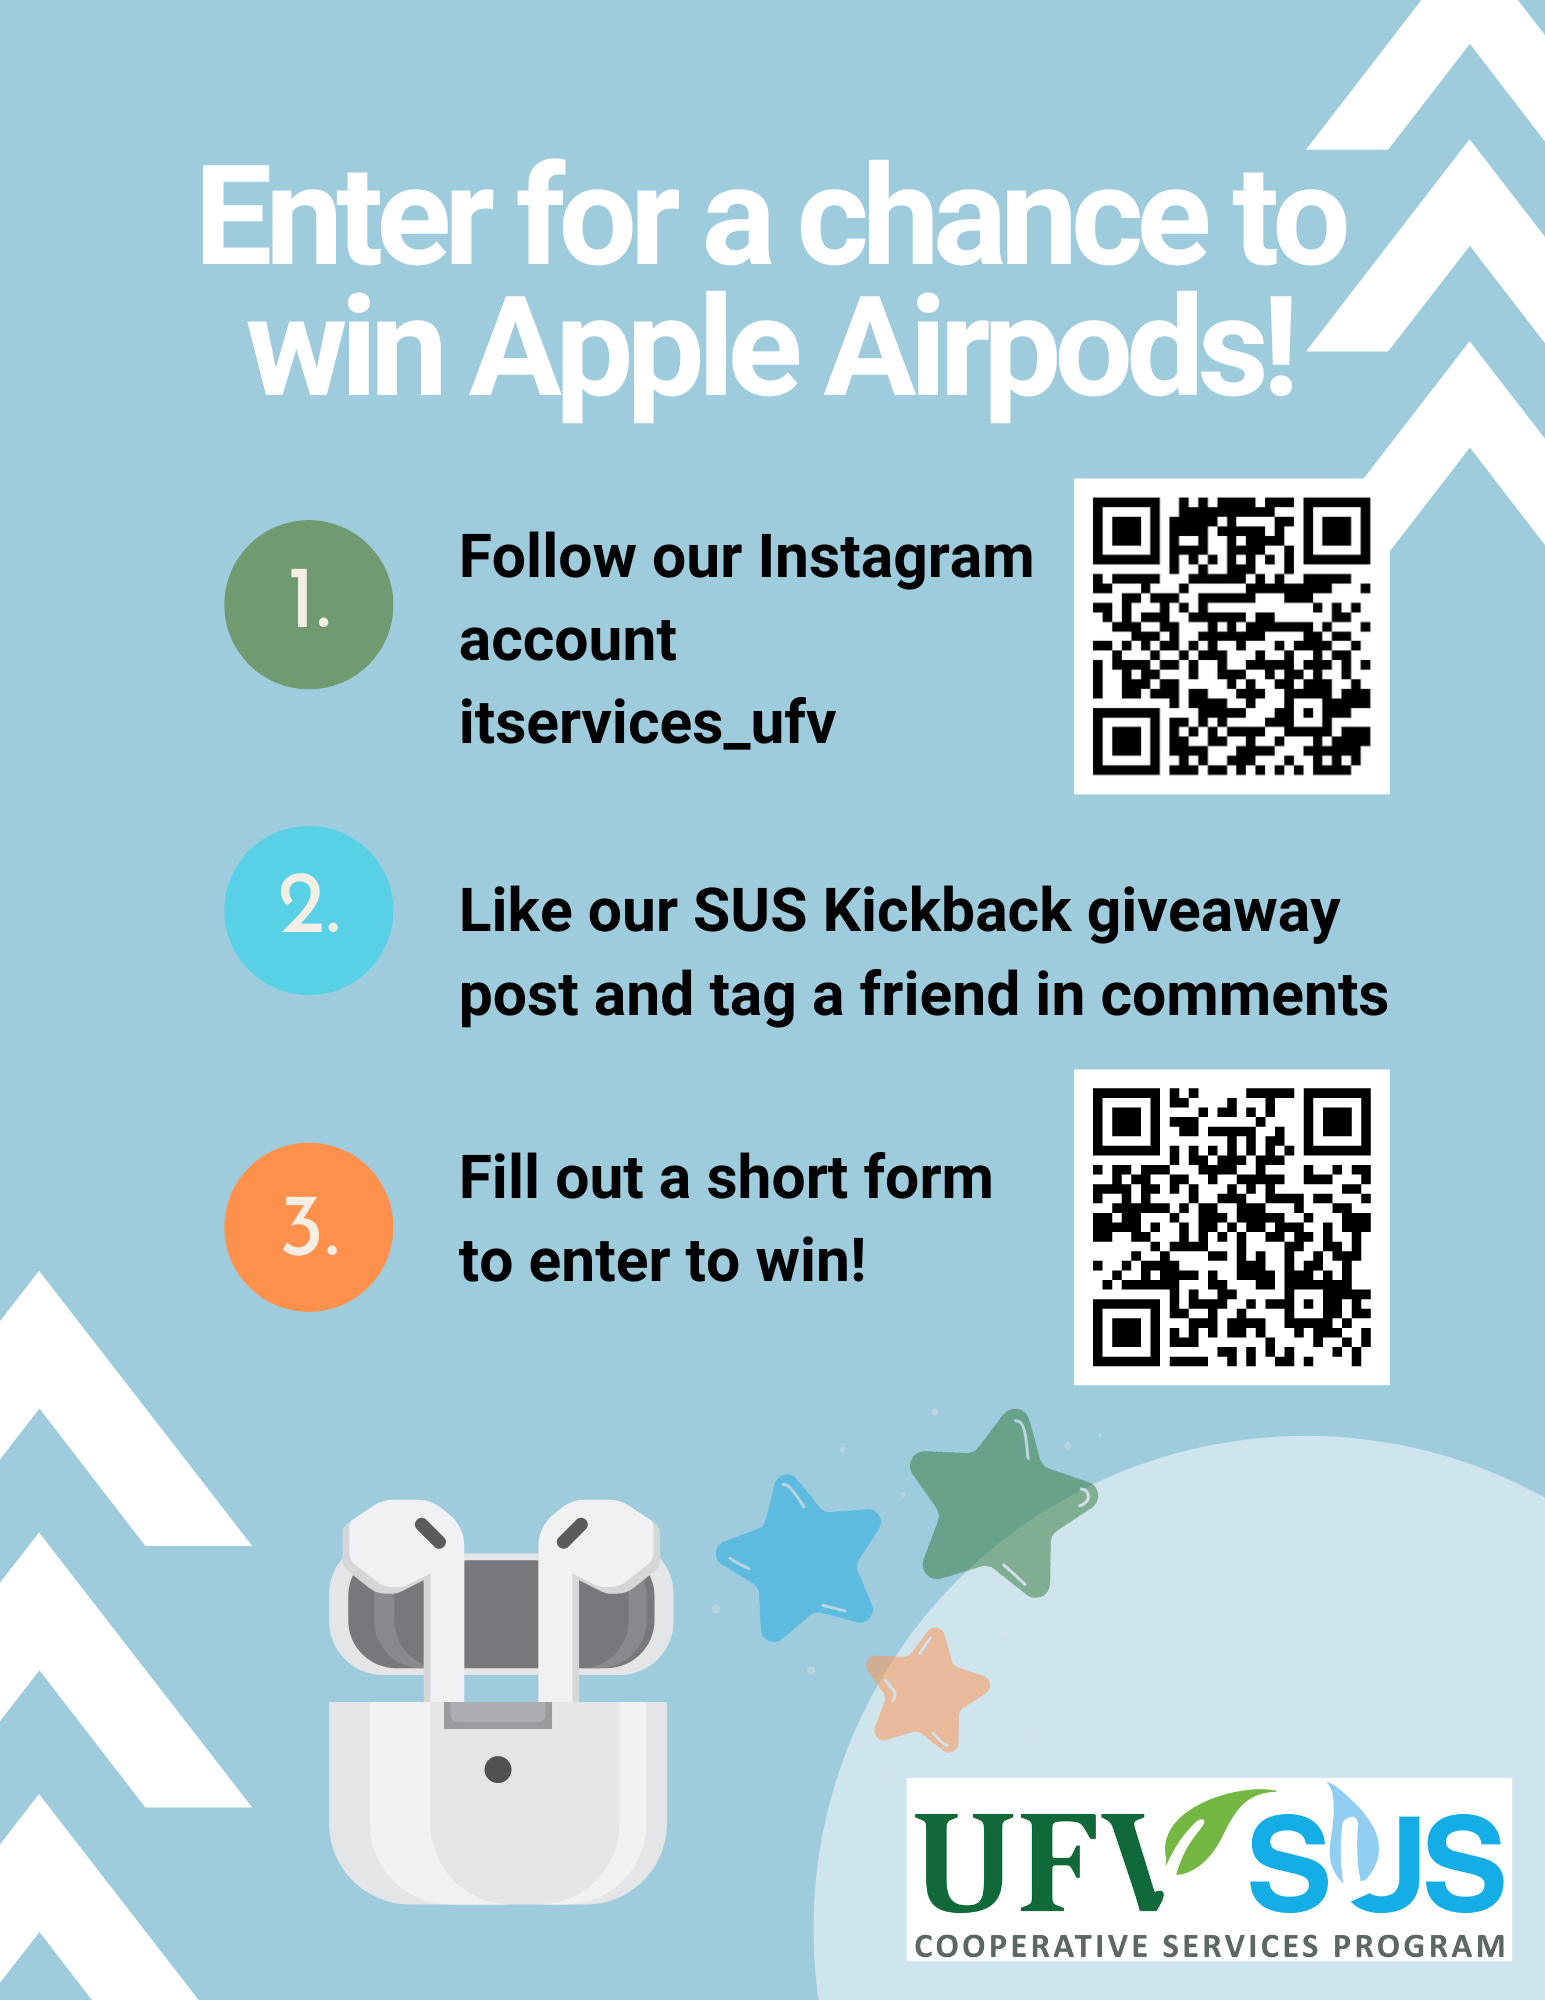 Enter for a chance to
win Apple Airpods!
1.
Follow our Instagram
account
itservices_ufv
2.
Like our SUS Kickback giveaway
post and tag a friend in comments
3.
Fill out a short form
to enter to win!
UFV SUS
COOPERATIVE SERVICES PROGRAM